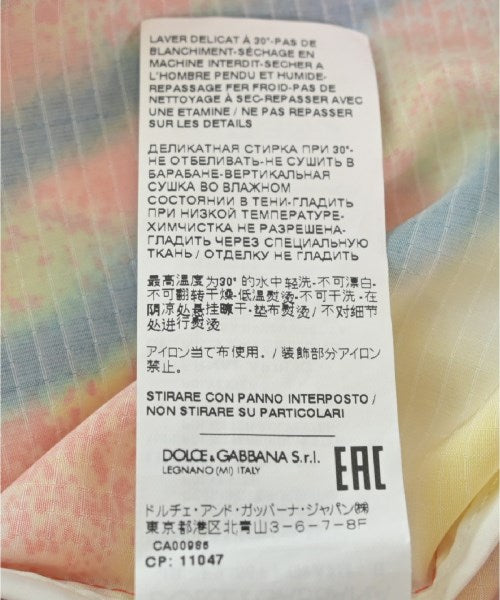 LAVER DELICAT À 30°-PAS DE
BLANCHIMENT-SÉCHAGE EN
MACHINE INTERDIT-SECHER A
L'HOMBRE PENDU ET HUMIDE-
REPASSAGE FER FROID-PAS DE
NETTOYAGE À SEC-REPASSER AVEC
UNE ETAMINE / NE PAS REPASSER
SUR LES DETAILS
ДЕЛИКАТНАЯ СТИРКА ПРИ 30°-
НЕ ОТБЕЛИВАТЬ-НЕ СУШИТЬ В
БАРАБАНЕ-ВЕРТИКАЛЬНАЯ
СУШКА ВО ВЛАЖНОМ
СОСТОЯНИИ В ТЕНИ-ГЛАДИТЬ
ПРИ НИЗКОЙ ТЕМПЕРАТУРЕ-
ХИМЧИСТКА НЕ РАЗРЕШЕНА-
ГЛАДИТЬ ЧЕРЕЗ СПЕЦИАЛЬНУЮ
ТКАНЬ / ОТДЕЛКУ НЕ ГЛАДИТЬ
最高温度为30°的水中轻洗-不可漂白-
不可翻转干燥-低温熨烫-不可干洗-在
阴凉处悬挂晾干-垫布熨烫/ 不对细节
处进行熨烫
アイロン当て布使用。/ 装飾部分アイロン
禁止。
STIRARE CON PANNO INTERPOSTO /
NON STIRARE SU PARTICOLARI
DOLCE & GABBANA S.r.l.
LEGNANO (MI) ITALY
EAC
ドルチェ・アンド・ガッバーナ・ジャパン㈱
東京都港区北青山3-6-7-8F
CA00985
CP: 11047